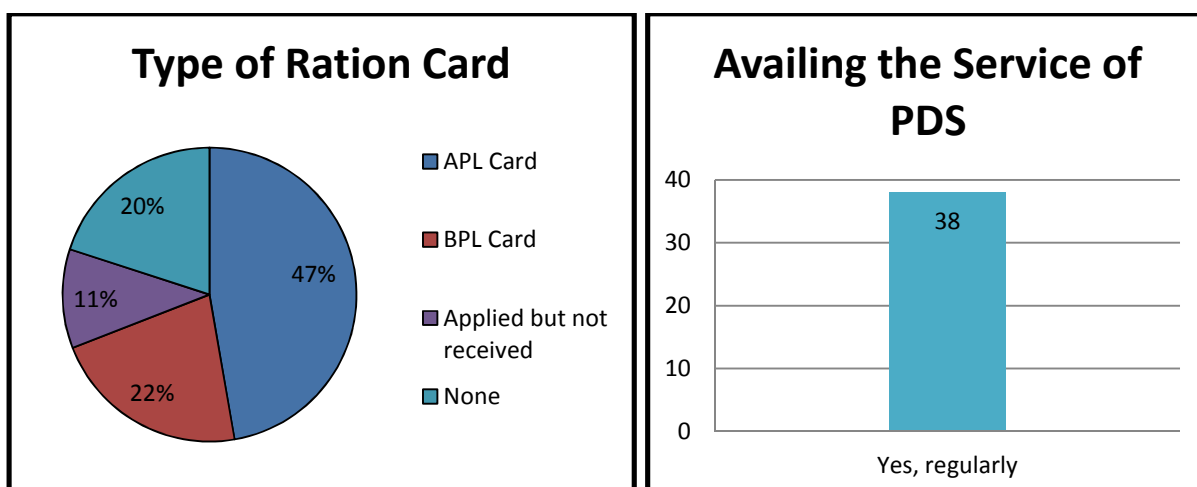 Type of Ration Card
20%
47%
11%
22%
APL Card
BPL Card
Applied but not
received
None
Availing the Service of
PDS
40
30
20
10
0
38
Yes, regularly